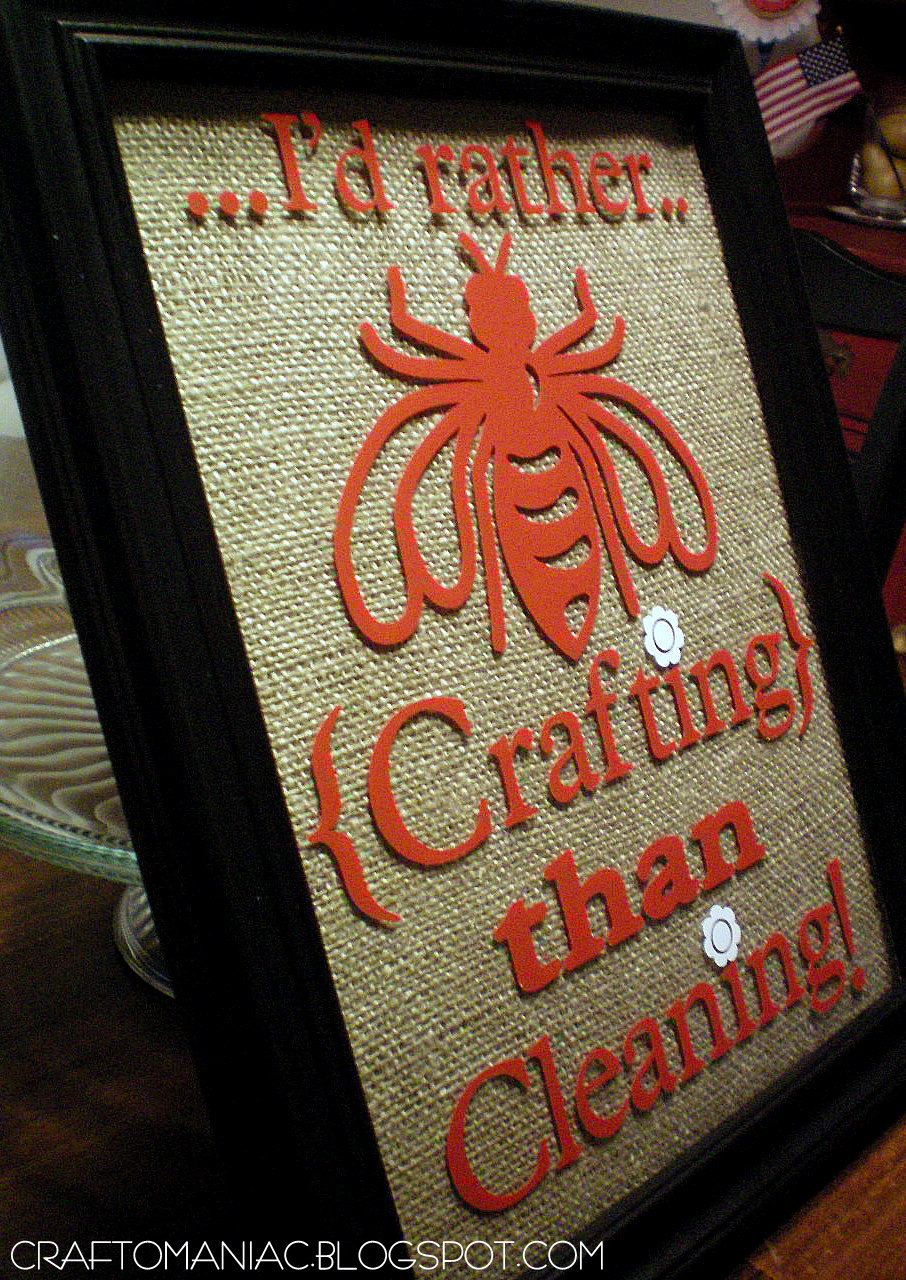 ...I'd rather..
{Crafting}
than
Cleaning!
CRAFTOMANIAC.BLOGSPOT.COM